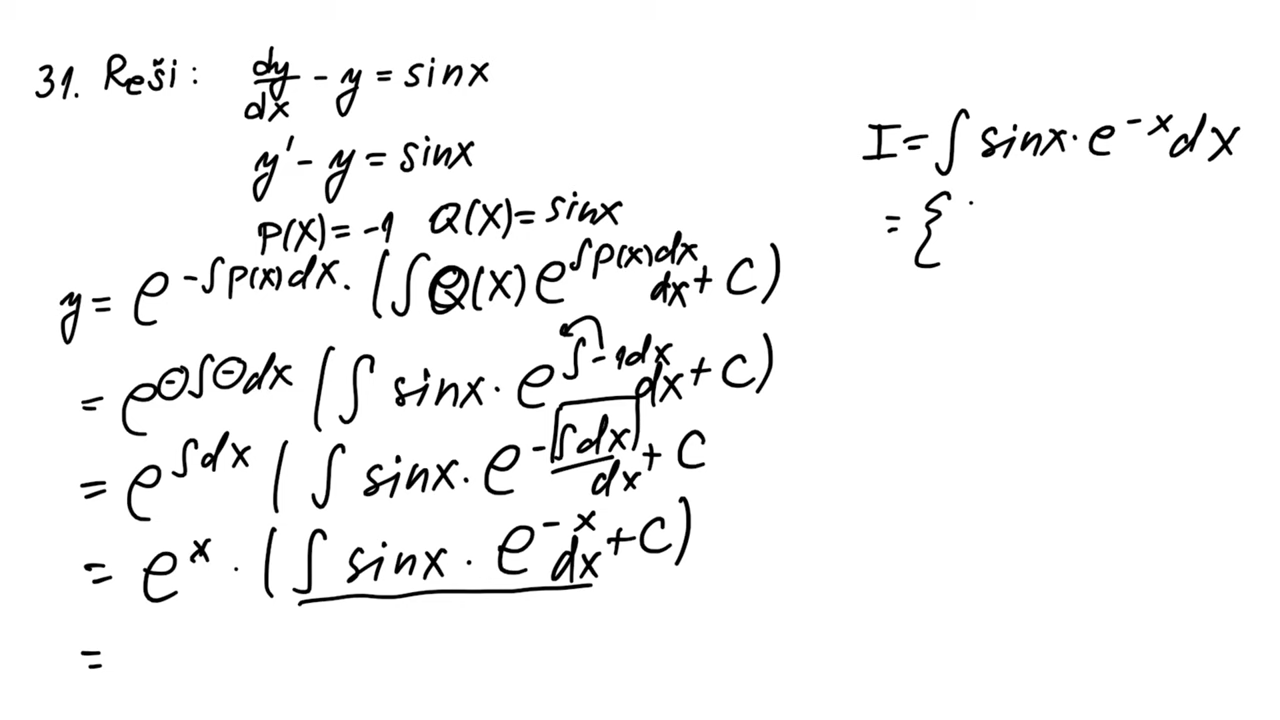 31. Reši: dy/dx - y = sinx
y' - y = sinx
P(x) = -1 Q(x) = sinx
y = e^{-∫P(x)dx} · (∫ Q(x) e^{∫P(x)dx} dx + C)
= e^{-∫-dx} (∫ sinx · e^{∫-1dx} dx + C)
= e^{∫dx} (∫ sinx · e^{-∫dx} dx + C
= e^x · (∫ sinx · e^{-x} dx + C)
=
I = ∫ sinx · e^{-x} dx
= {